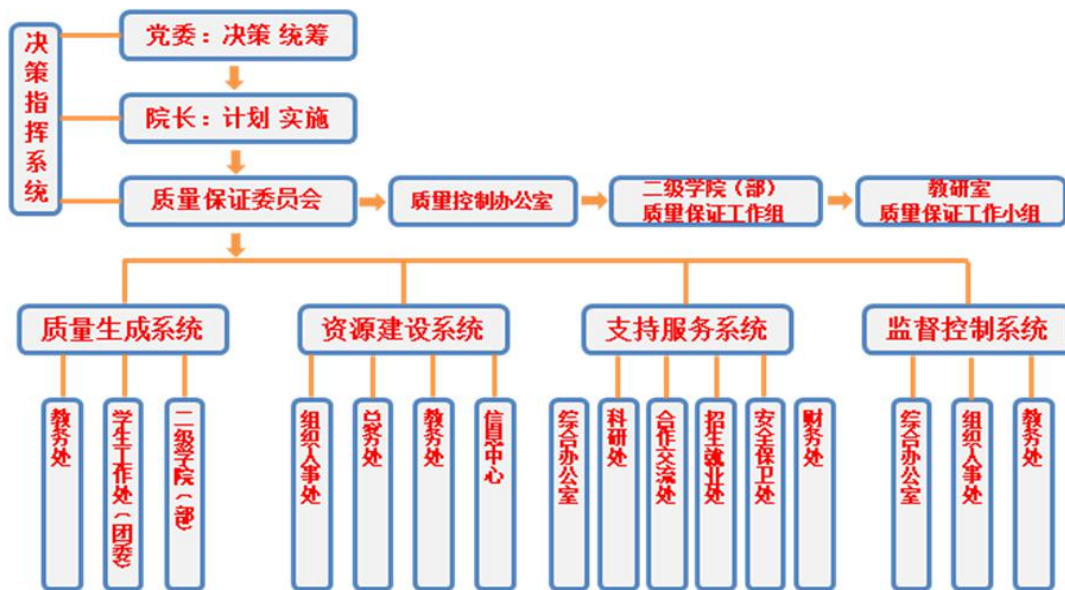 决策指挥系统
党委：决策 统筹
院长：计划 实施
质量保证委员会
质量控制办公室
二级学院（部）
质量保证工作组
教研室
质量保证工作小组
质量生成系统
资源建设系统
支持服务系统
监督控制系统
教务处
学生工作处（团委）
二级学院（部）
组织人事处
总务处
教务处
信息中心
综合办公室
科研处
合作交流处
招生就业处
安全保卫处
财务处
综合办公室
组织人事处
教务处